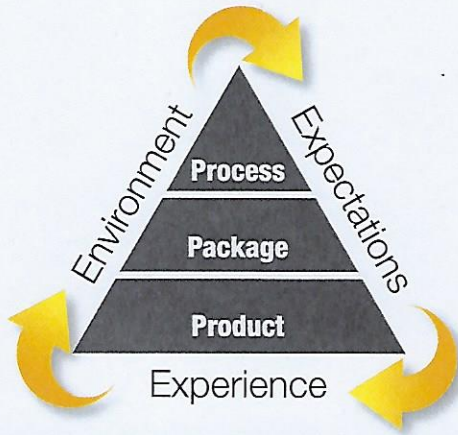 Environment
Expectations
Process
Package
Product
Experience